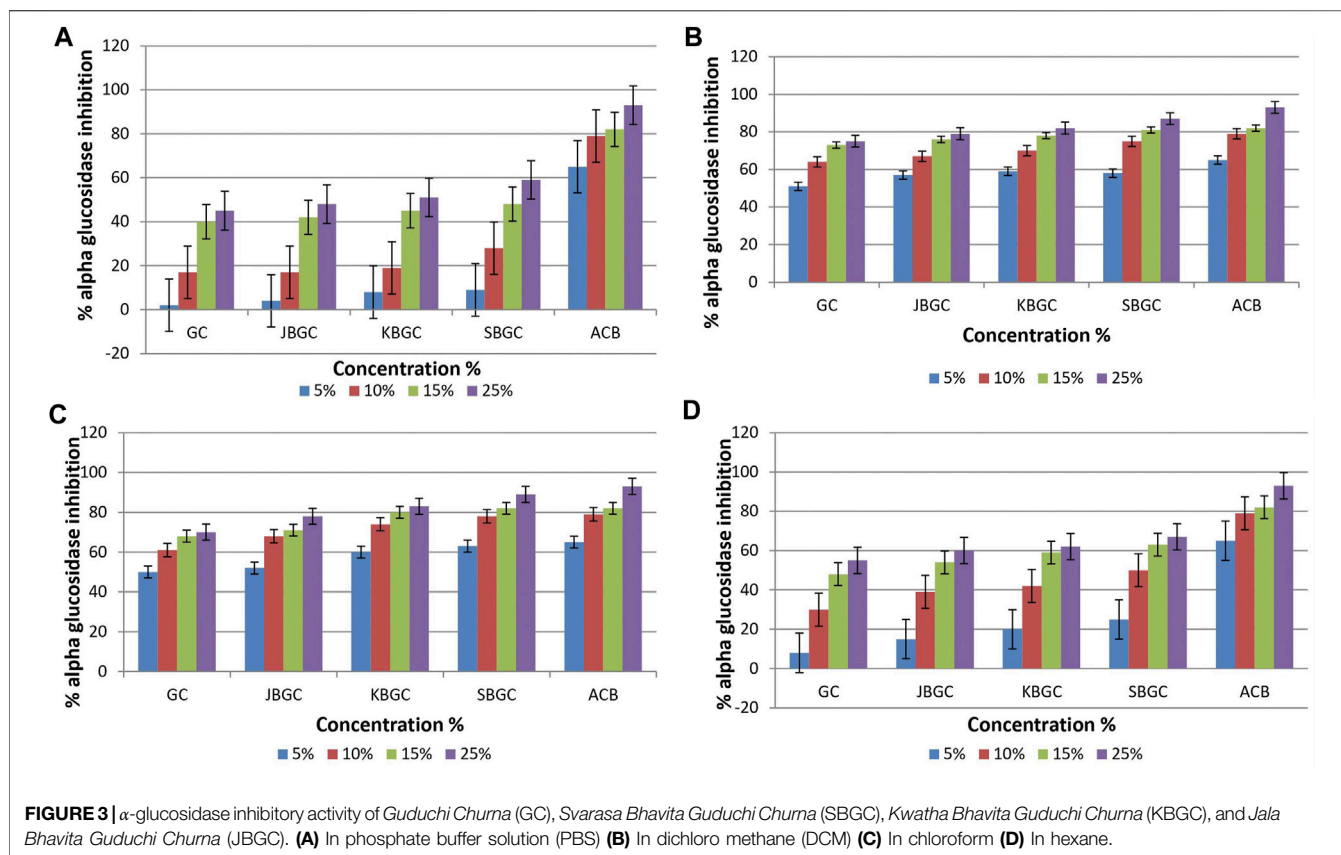 A
% alpha glucosidase inhibition
120
100
80
60
40
20
0
-20
GC JBGC KBGC SBGC ACB
Concentration %
5% 10% 15% 25%
B
% alpha glucosidase inhibition
120
100
80
60
40
20
0
GC JBGC KBGC SBGC ACB
Concentration %
5% 10% 15% 25%
C
% alpha glucosidase inhibition
120
100
80
60
40
20
0
GC JBGC KBGC SBGC ACB
Concentration %
5% 10% 15% 25%
D
% alpha glucosidase inhibition
120
100
80
60
40
20
0
-20
GC JBGC KBGC SBGC ACB
Concentration %
5% 10% 15% 25%
FIGURE 3 | α-glucosidase inhibitory activity of Guduchi Churna (GC), Svarasa Bhavita Guduchi Churna (SBGC), Kwatha Bhavita Guduchi Churna (KBGC), and Jala
Bhavita Guduchi Churna (JBGC). (A) In phosphate buffer solution (PBS) (B) In dichloro methane (DCM) (C) In chloroform (D) In hexane.